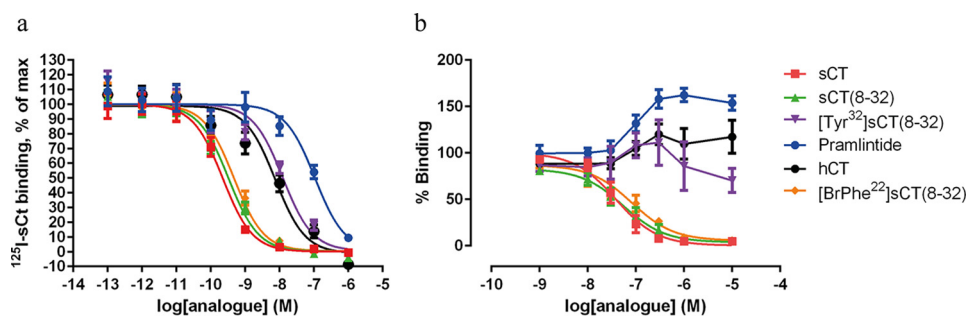 a
b
130
120
110
100
90
80
70
60
50
40
30
20
10
0
-10
¹²⁵I-sCt binding, % of max
-14 -13 -12 -11 -10 -9 -8 -7 -6 -5
log[analogue] (M)
200
150
100
50
0
% Binding
-10 -9 -8 -7 -6 -5 -4
log[analogue] (M)
sCT
sCT(8-32)
[Tyr³²]sCT(8-32)
Pramlintide
hCT
[BrPhe²²]sCT(8-32)